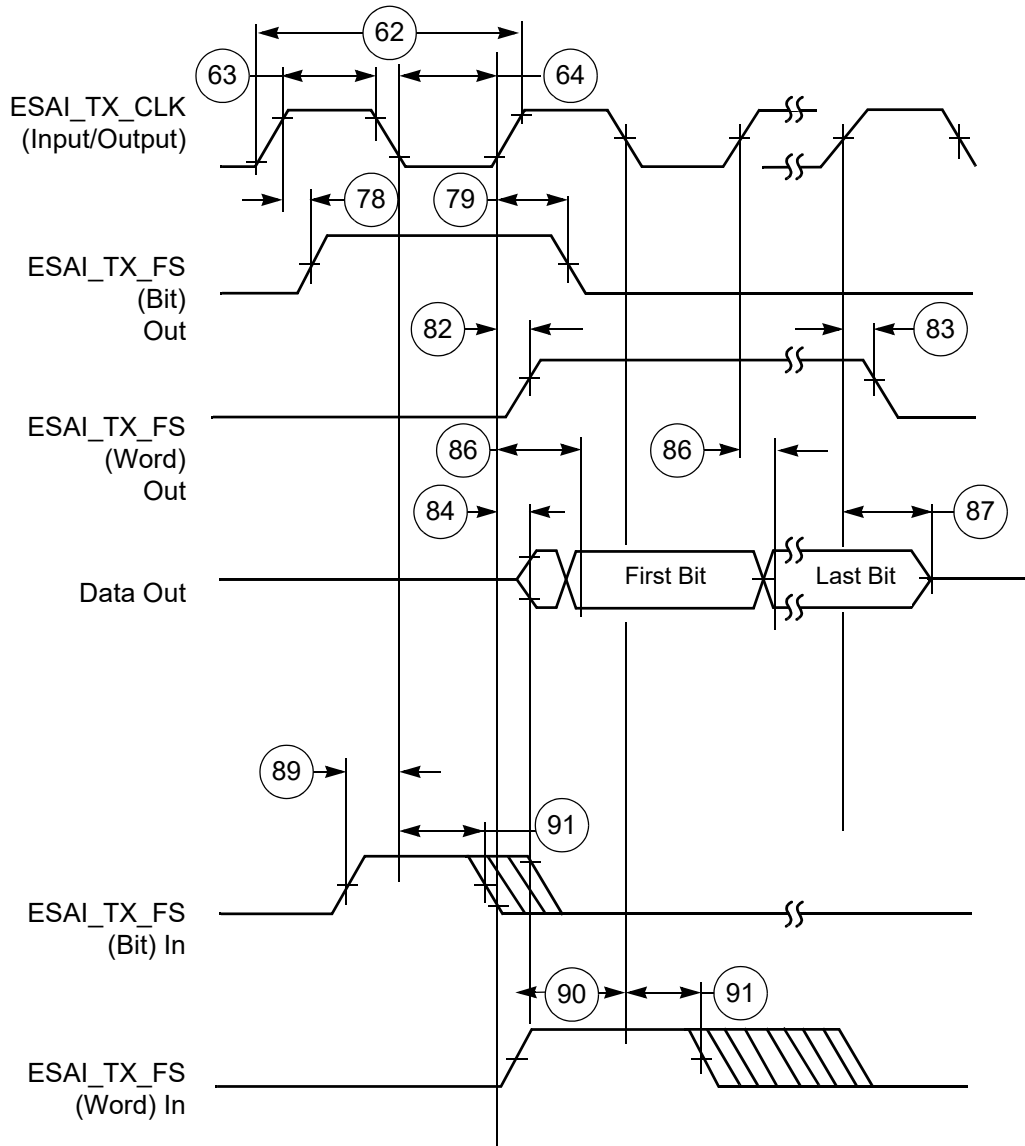 62
63
64
ESAI_TX_CLK
(Input/Output)
78
79
ESAI_TX_FS
(Bit)
Out
82
83
ESAI_TX_FS
(Word)
Out
86
86
84
87
Data Out
First Bit
Last Bit
89
91
ESAI_TX_FS
(Bit) In
90
91
ESAI_TX_FS
(Word) In